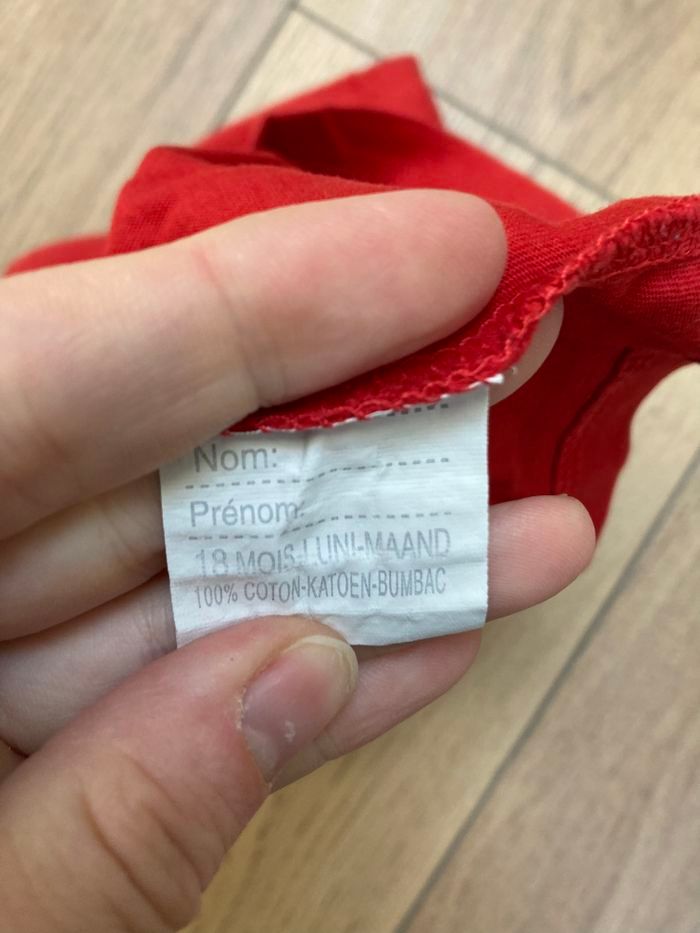 Nom:
Prénom:
18 MOIS-LUNI-MAAND
100% COTON-KATOEN-BUMBAC